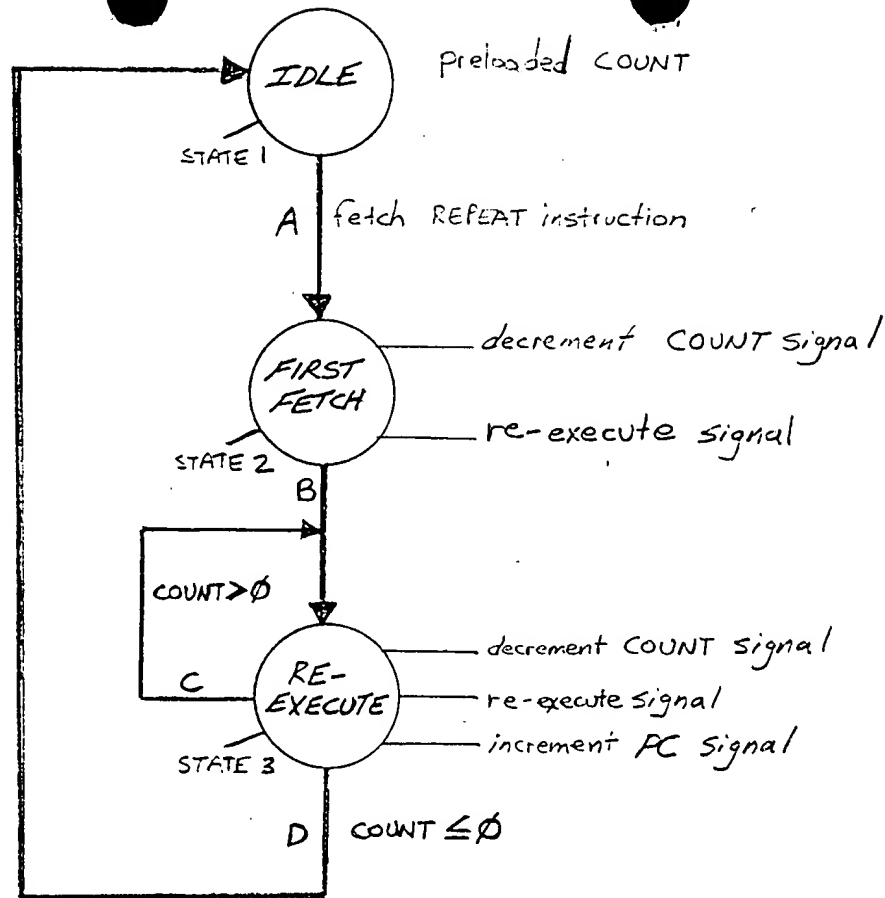 IDLE
preloaded COUNT
STATE 1
A fetch REPEAT instruction
FIRST
FETCH
decrement COUNT signal
re-execute signal
STATE 2
B
COUNT>Ø
C
RE-
EXECUTE
decrement COUNT signal
re-execute signal
increment PC signal
STATE 3
D COUNT ≤Ø